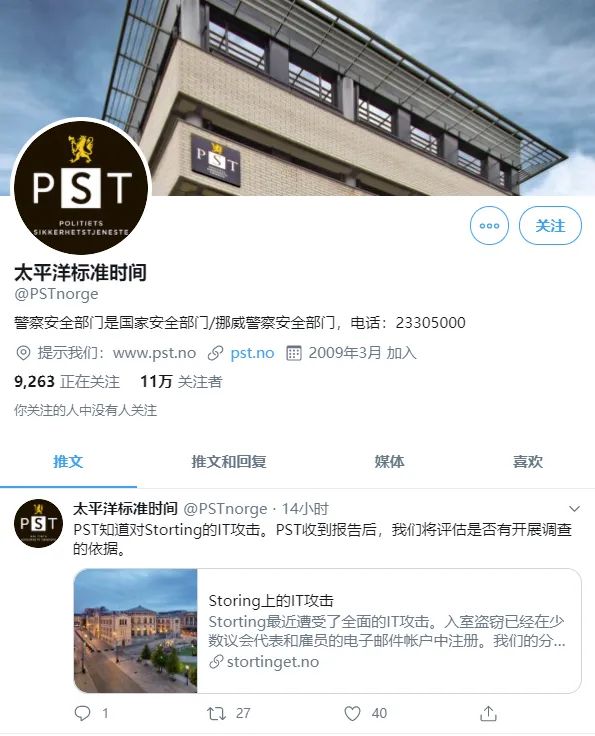 PST
PST
POLITIETS
SIKKERHETSTJENESTE
关注
太平洋标准时间
@PSTnorge
警察安全部门是国家安全部门/挪威警察安全部门，电话：23305000
提示我们：www.pst.no pst.no 2009年3月 加入
9,263 正在关注 11万 关注者
你关注的人中没有人关注
推文 推文和回复 媒体 喜欢
太平洋标准时间 @PSTnorge · 14小时
PST
PST知道对Storting的IT攻击。PST收到报告后，我们将评估是否有开展调查
的依据。
Storing上的IT攻击
Storting最近遭受了全面的IT攻击。入室盗窃已经在少
数议会代表和雇员的电子邮件帐户中注册。我们的分...
stortinget.no
1 27 40